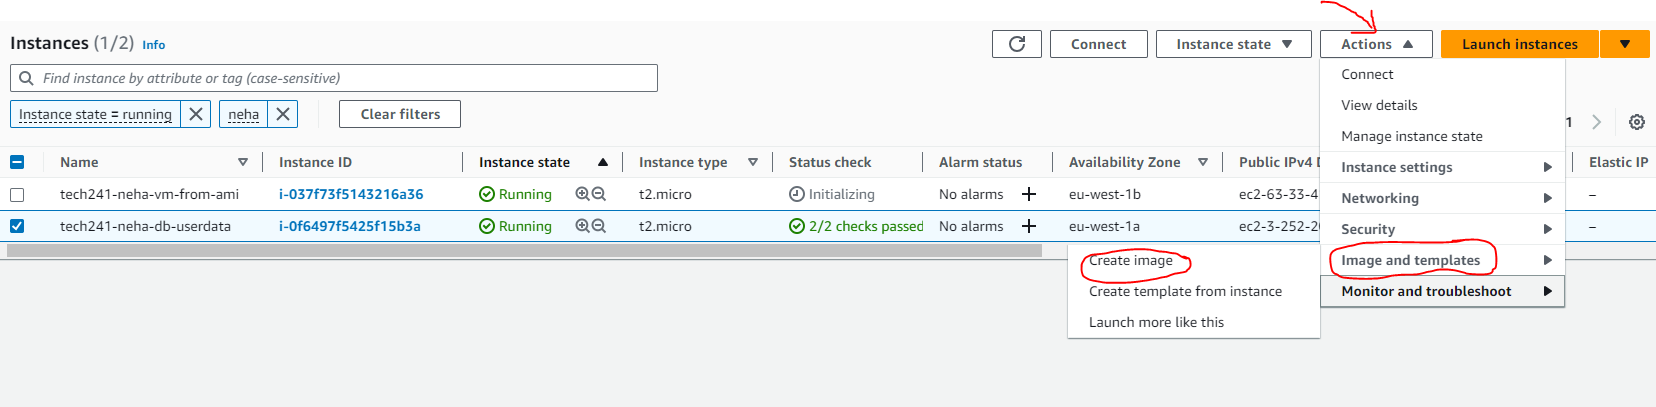 Instances (1/2) Info
Connect Instance state Actions Launch instances
Find instance by attribute or tag (case-sensitive)
Instance state = running neha Clear filters
1
Name Instance ID Instance state Instance type Status check Alarm status Availability Zone Public IPv4 D Elastic IP
tech241-neha-vm-from-ami i-037f73f5143216a36 Running t2.micro Initializing No alarms + eu-west-1b ec2-63-33-4 –
tech241-neha-db-userdata i-0f6497f5425f15b3a Running t2.micro 2/2 checks passed No alarms + eu-west-1a ec2-3-252-2 –
Connect
View details
Manage instance state
Instance settings
Networking
Security
Image and templates
Monitor and troubleshoot
Create image
Create template from instance
Launch more like this